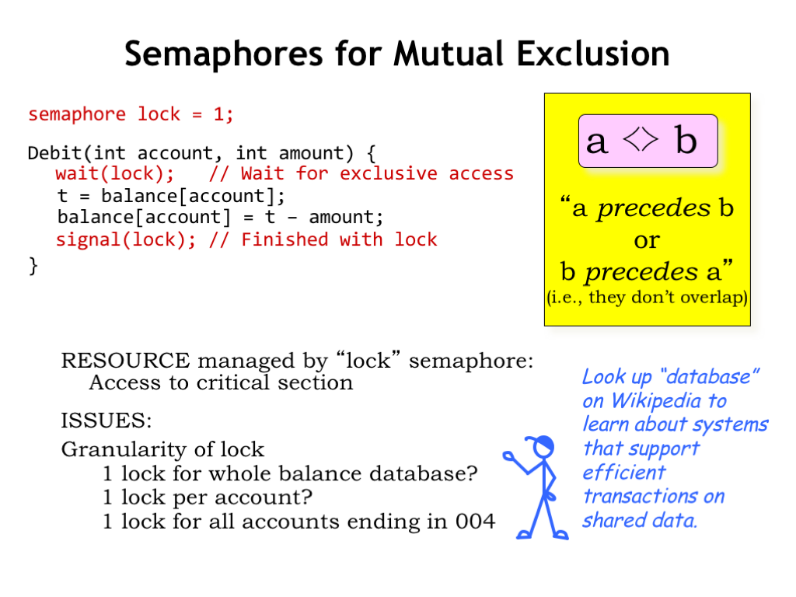 Semaphores for Mutual Exclusion
semaphore lock = 1;
Debit(int account, int amount) {
wait(lock);   // Wait for exclusive access
t = balance[account];
balance[account] = t – amount;
signal(lock); // Finished with lock
}
a <> b
“a precedes b
or
b precedes a”
(i.e., they don’t overlap)
RESOURCE managed by “lock” semaphore:
Access to critical section
ISSUES:
Granularity of lock
1 lock for whole balance database?
1 lock per account?
1 lock for all accounts ending in 004
Look up “database”
on Wikipedia to
learn about systems
that support
efficient
transactions on
shared data.